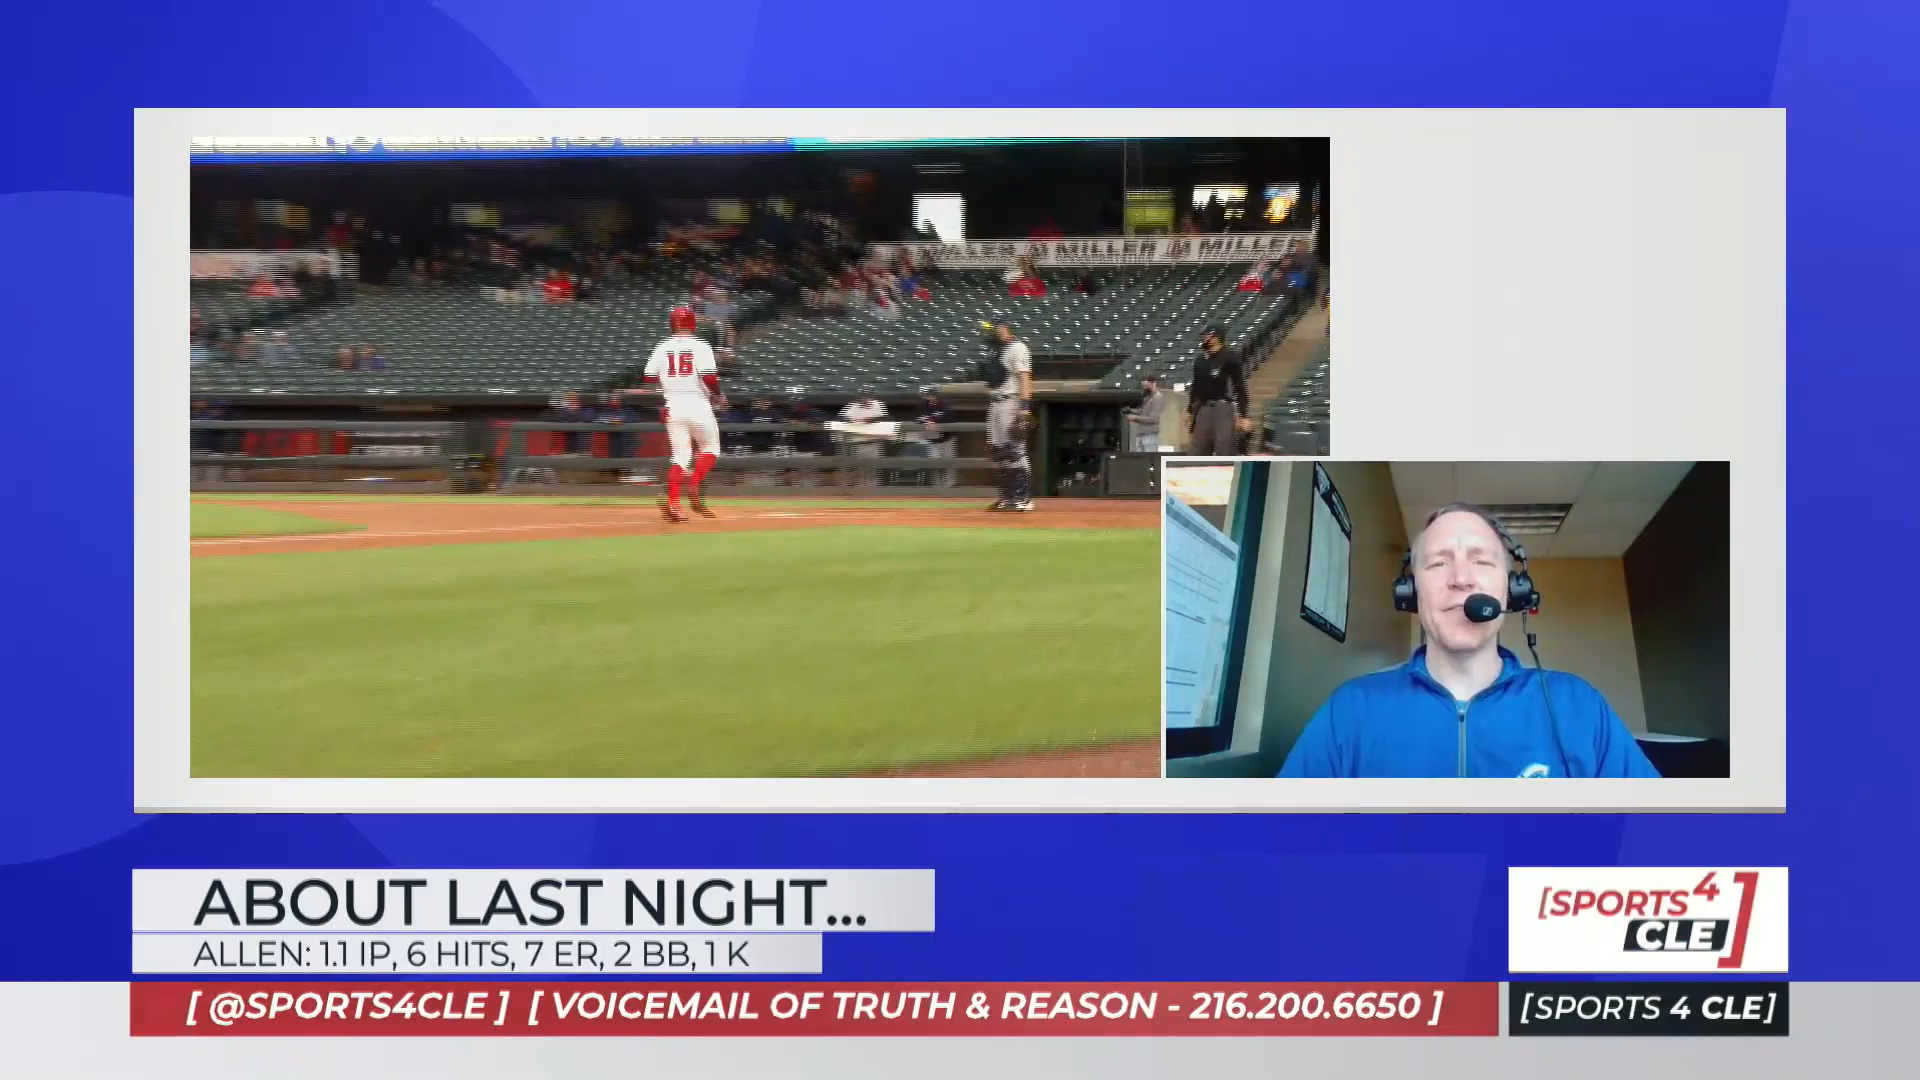 WALES MILLER MILLER
16
ABOUT LAST NIGHT...
ALLEN: 1.1 IP, 6 HITS, 7 ER, 2 BB, 1 K
[SPORTS4
CLE]
[ @SPORTS4CLE ] [ VOICEMAIL OF TRUTH & REASON - 216.200.6650 ]
[SPORTS 4 CLE]